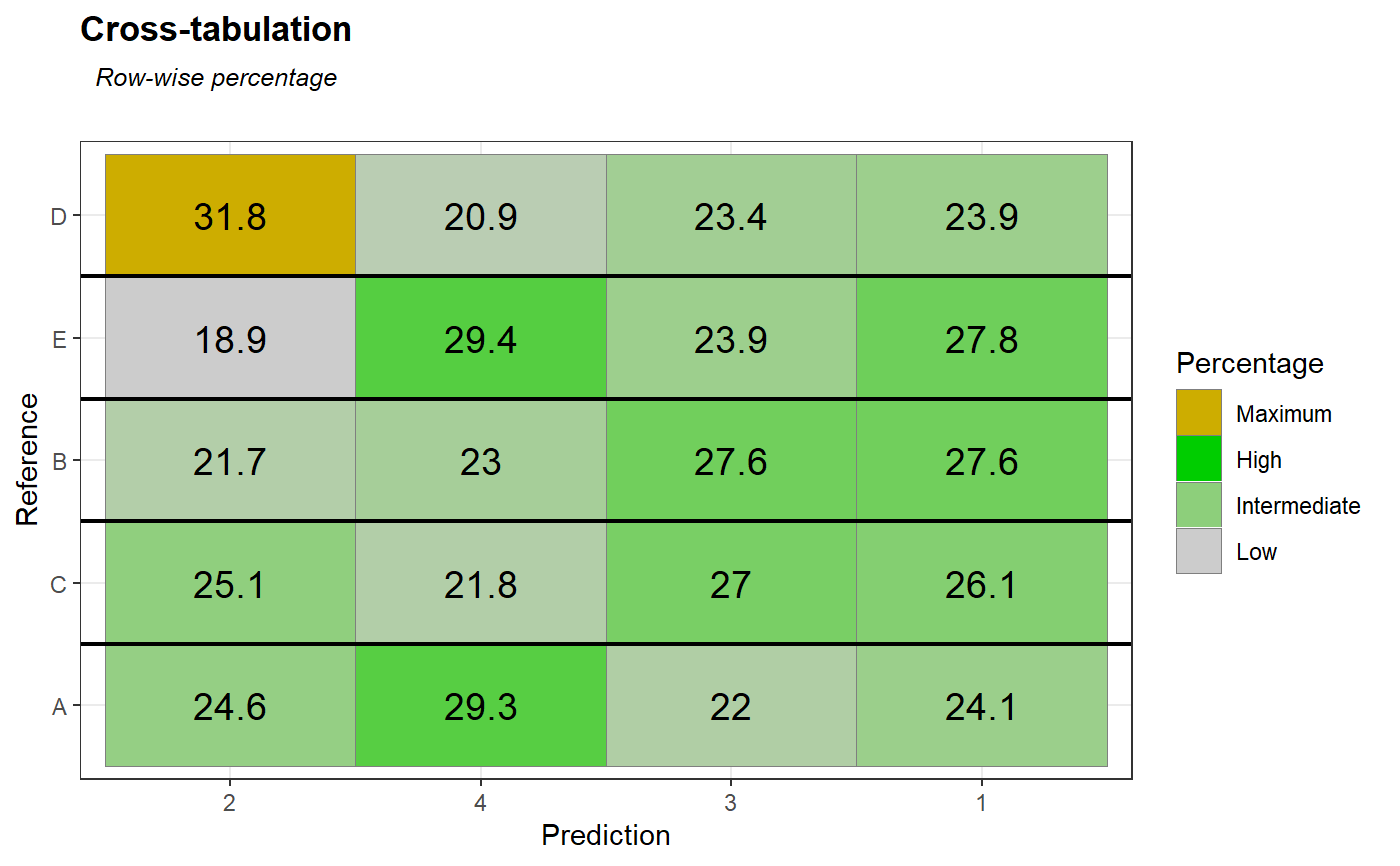 Cross-tabulation
Row-wise percentage
D 31.8 20.9 23.4 23.9
E 18.9 29.4 23.9 27.8
B 21.7 23 27.6 27.6
C 25.1 21.8 27 26.1
A 24.6 29.3 22 24.1
2 4 3 1
Prediction
Reference
Percentage
Maximum
High
Intermediate
Low